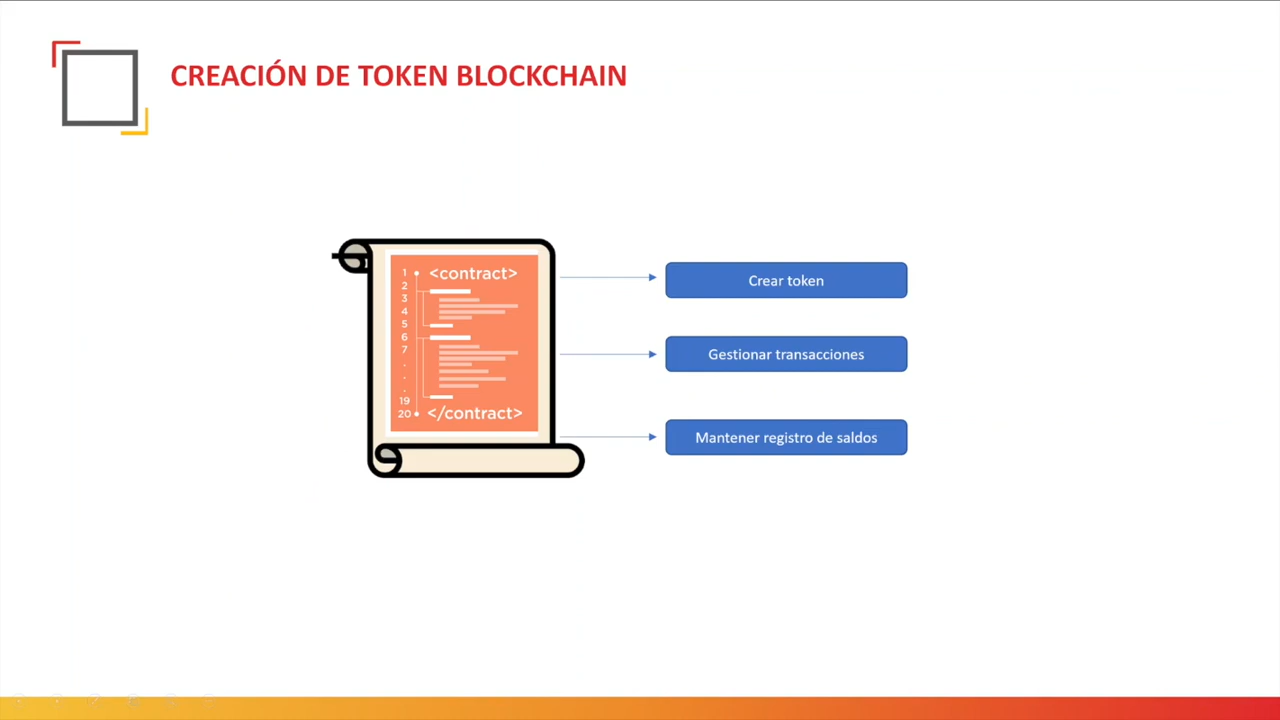 CREACIÓN DE TOKEN BLOCKCHAIN
1
<contract>
2
3
4
5
6
7
.
.
.
19
20
</contract>
Crear token
Gestionar transacciones
Mantener registro de saldos